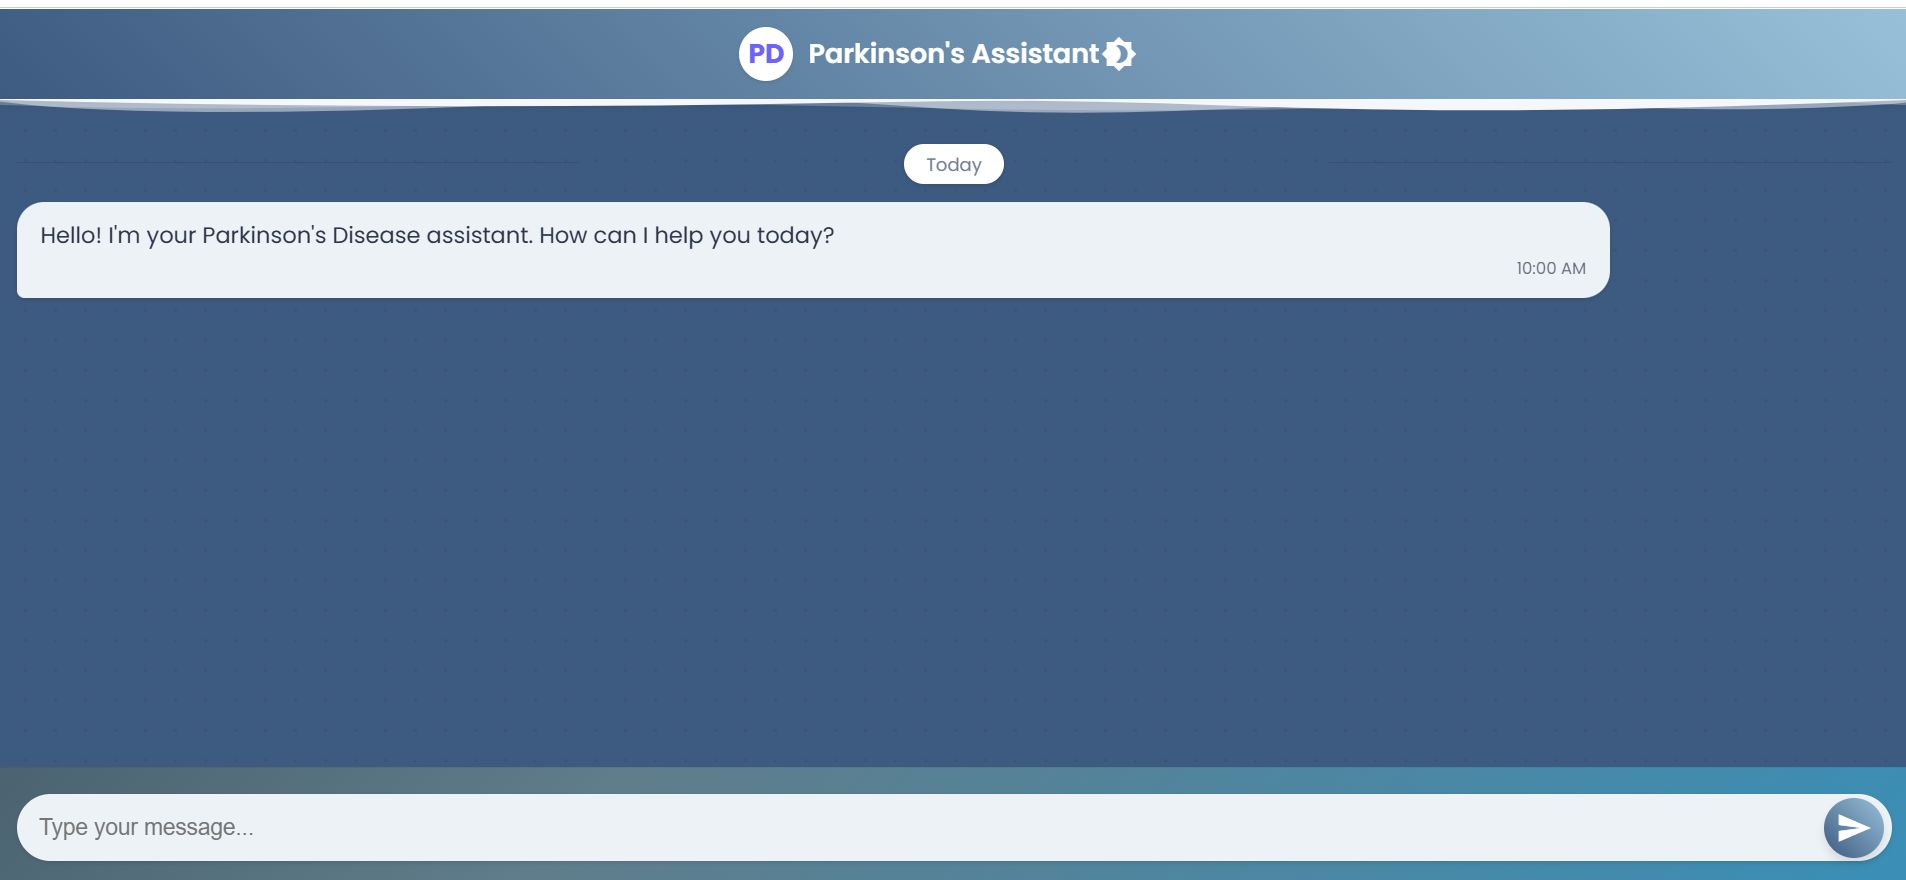 PD Parkinson's Assistant
Today
Hello! I'm your Parkinson's Disease assistant. How can I help you today?
10:00 AM
Type your message...